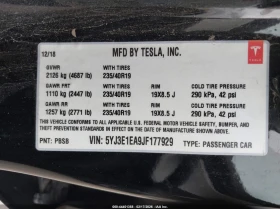 12/18
MFD BY TESLA, INC.
TESLA
GVWR WITH TIRES
2126 kg (4687 lb) 235/40R19
GAWR FRT WITH TIRES RIM COLD TIRE PRESSURE
1110 kg (2447 lb) 235/40R19 19X8.5 J 290 kPa, 42 psi
GAWR RR WITH TIRES RIM COLD TIRE PRESSURE
1257 kg (2771 lb) 235/40R19 19X8.5 J 290 kPa, 42 psi
THIS VEHICLE CONFORMS TO ALL APPLICABLE U.S.
FEDERAL MOTOR VEHICLE SAFETY, BUMPER,
AND THEFT PREVENTION STANDARDS IN EFFECT
ON THE DATE OF MANUFACTURE SHOWN ABOVE.
VIN: 5YJ3E1EA9JF177929
PNT: PBSB TYPE: PASSENGER CAR